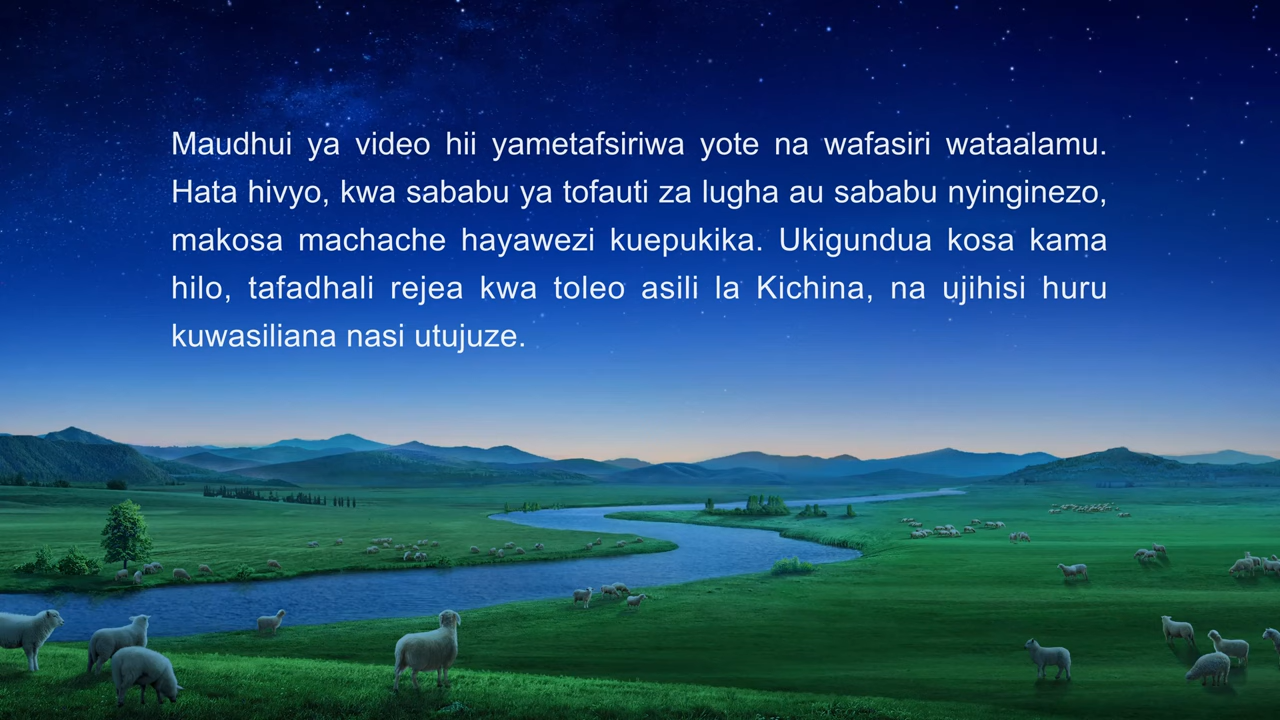 Maudhui ya video hii yametafsiriwa yote na wafasiri wataalamu.
Hata hivyo, kwa sababu ya tofauti za lugha au sababu nyinginezo,
makosa machache hayawezi kuepukika. Ukigundua kosa kama
hilo, tafadhali rejea kwa toleo asili la Kichina, na ujihisi huru
kuwasiliana nasi utujuze.